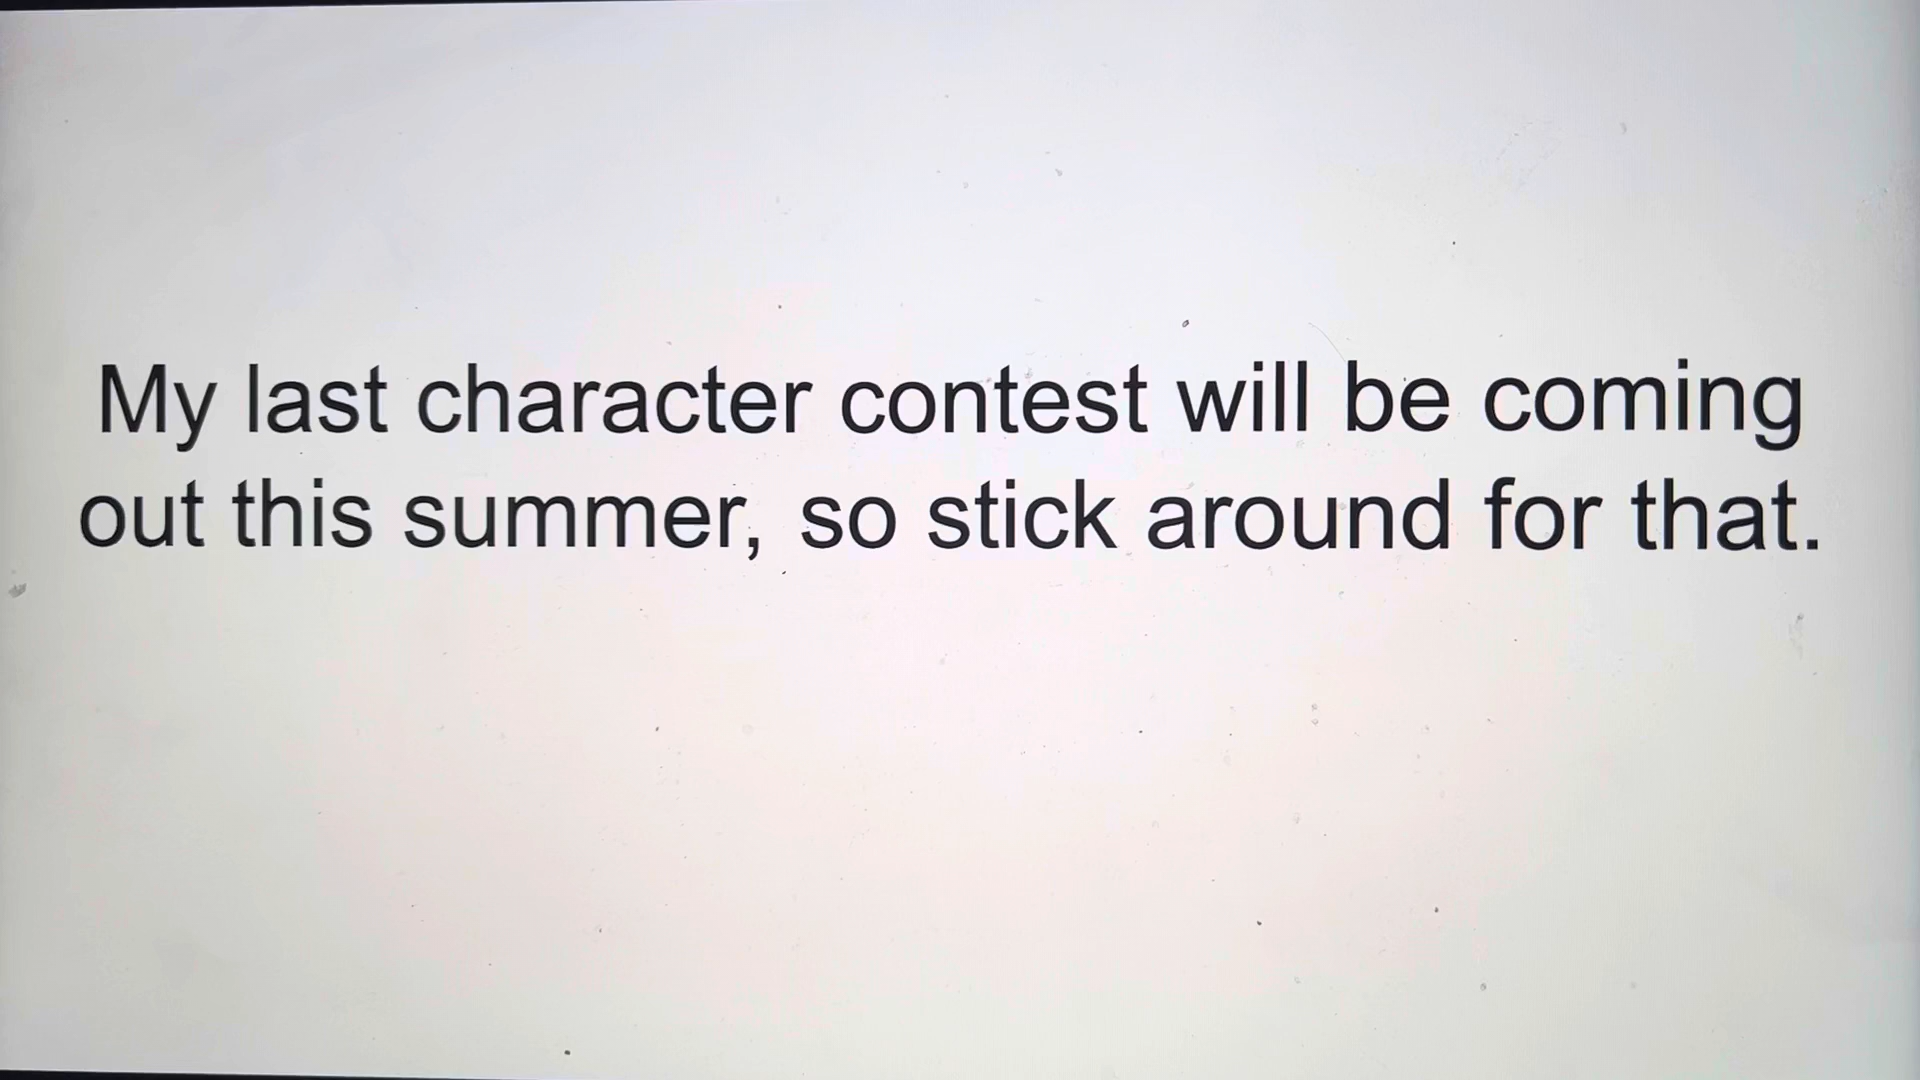 My last character contest will be coming
out this summer, so stick around for that.